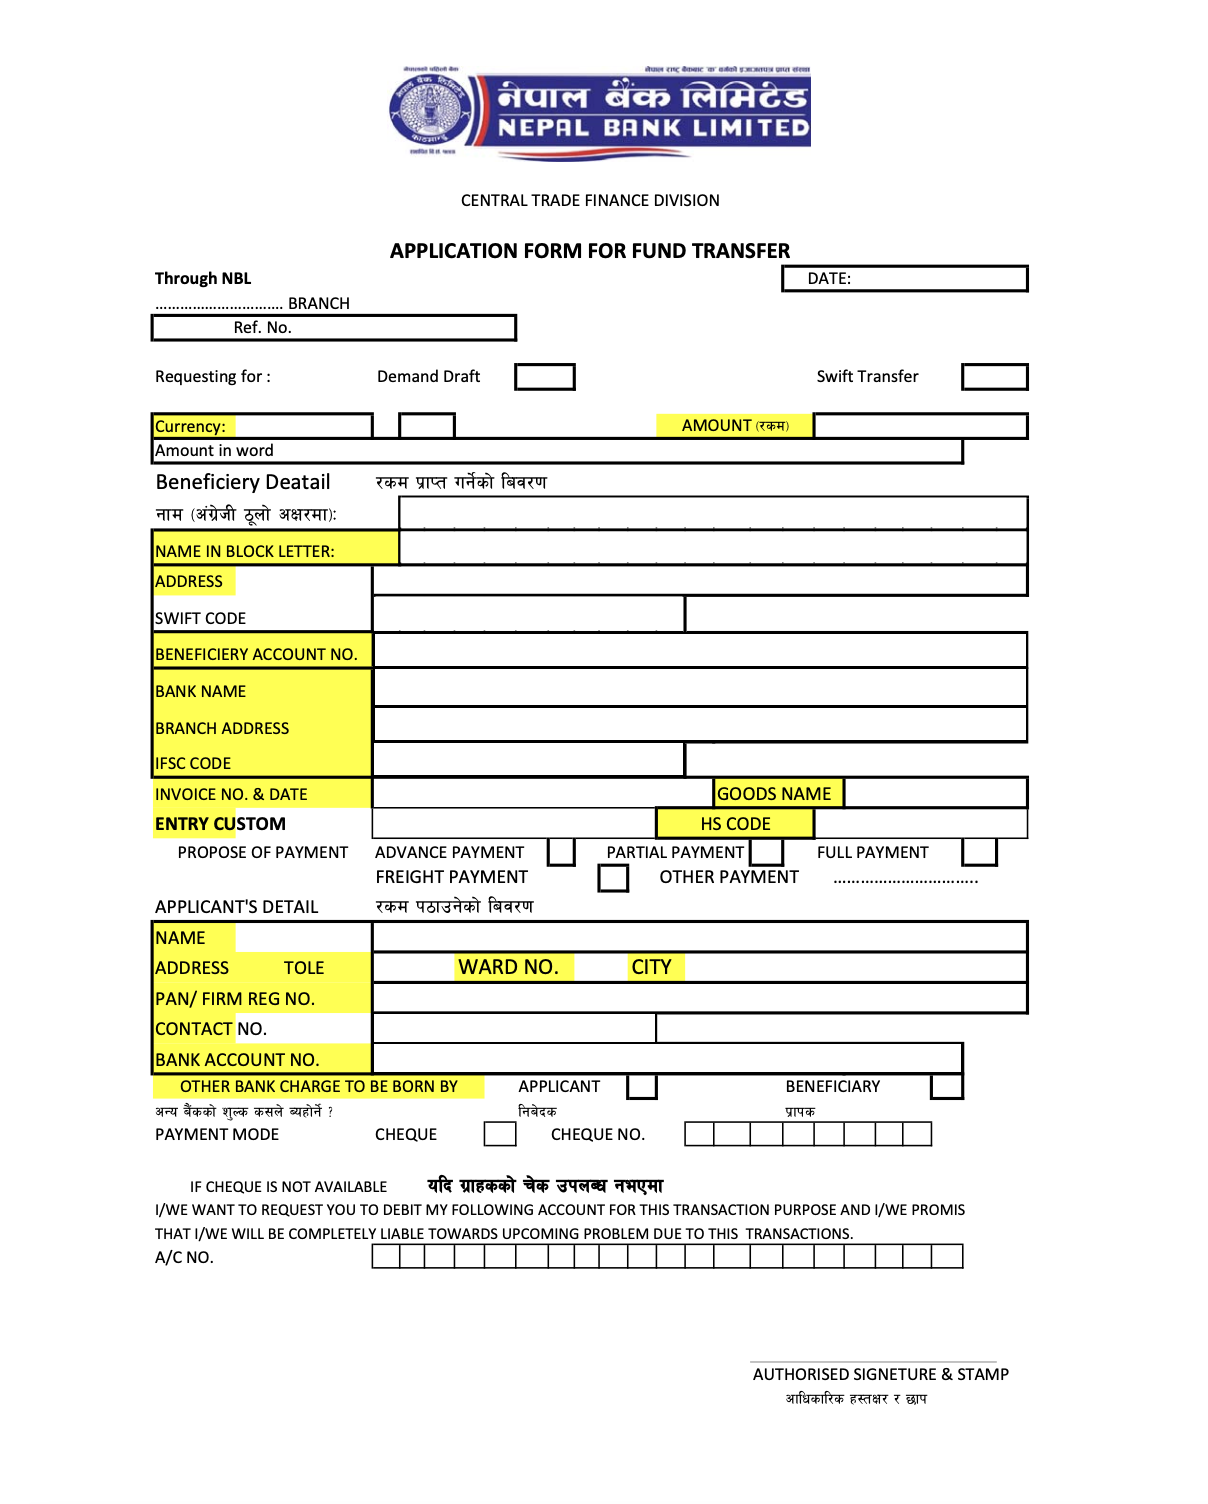 नेपालको पहिलो बैंक
नेपाल राष्ट्र बैंकबाट "क" वर्गको इजाजतपत्र प्राप्त संस्था
नेपाल बैंक लिमिटेड
NEPAL BANK LIMITED
CENTRAL TRADE FINANCE DIVISION
APPLICATION FORM FOR FUND TRANSFER
Through NBL DATE:
............................... BRANCH
Ref. No.
Requesting for : Demand Draft Swift Transfer
Currency: AMOUNT (रकम)
Amount in word
Beneficiery Deatail रकम प्राप्त गर्नेको बिवरण
नाम (अंग्रेजी ठूलो अक्षरमा):
NAME IN BLOCK LETTER:
ADDRESS
SWIFT CODE
BENEFICIERY ACCOUNT NO.
BANK NAME
BRANCH ADDRESS
IFSC CODE
INVOICE NO. & DATE GOODS NAME
ENTRY CUSTOM HS CODE
PROPOSE OF PAYMENT ADVANCE PAYMENT PARTIAL PAYMENT FULL PAYMENT
FREIGHT PAYMENT OTHER PAYMENT ................................
APPLICANT'S DETAIL रकम पठाउनेको बिवरण
NAME
ADDRESS TOLE WARD NO. CITY
PAN/ FIRM REG NO.
CONTACT NO.
BANK ACCOUNT NO.
OTHER BANK CHARGE TO BE BORN BY APPLICANT BENEFICIARY
अन्य बैंकको शुल्क कसले ब्यहोर्ने ? निबेदक प्रापक
PAYMENT MODE CHEQUE CHEQUE NO.
IF CHEQUE IS NOT AVAILABLE यदि ग्राहकको चेक उपलब्ध नभएमा
I/WE WANT TO REQUEST YOU TO DEBIT MY FOLLOWING ACCOUNT FOR THIS TRANSACTION PURPOSE AND I/WE PROMIS
THAT I/WE WILL BE COMPLETELY LIABLE TOWARDS UPCOMING PROBLEM DUE TO THIS TRANSACTIONS.
A/C NO.
AUTHORISED SIGNETURE & STAMP
आधिकारिक हस्तक्षर र छाप